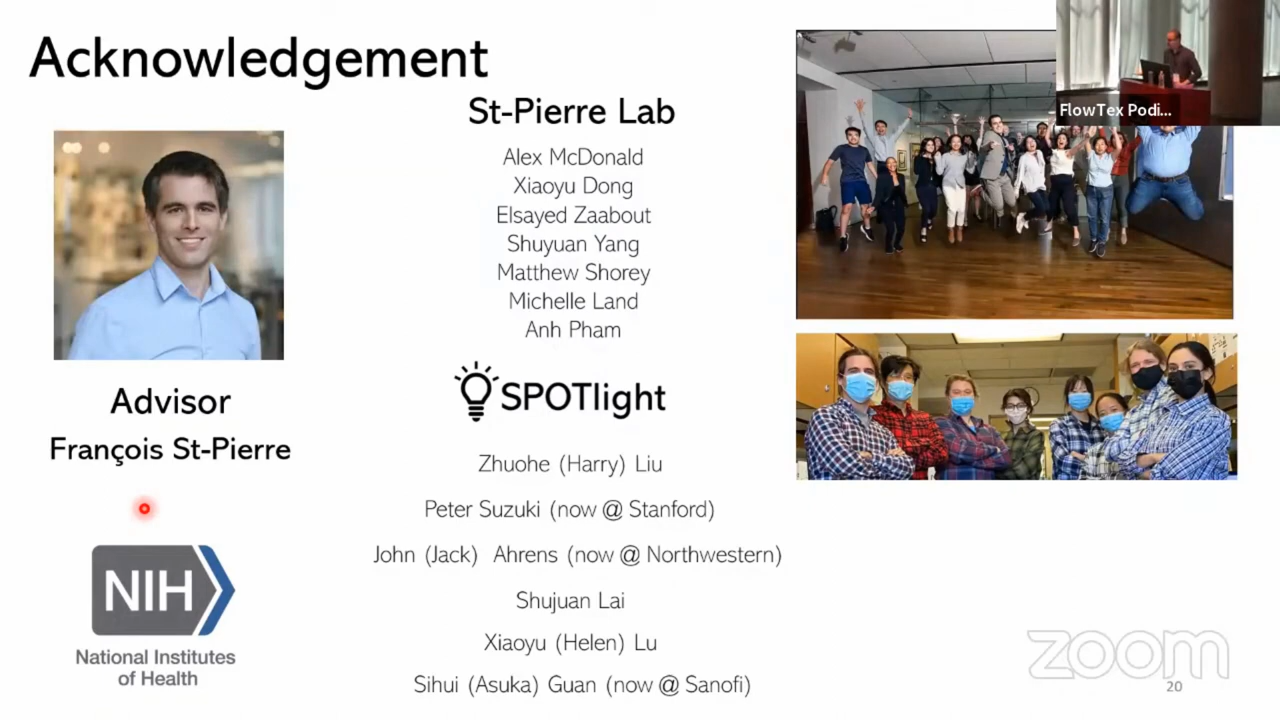 Acknowledgement
St-Pierre Lab
Alex McDonald
Xiaoyu Dong
Elsayed Zaabout
Shuyuan Yang
Matthew Shorey
Michelle Land
Anh Pham
Advisor
François St-Pierre
SPOTlight
Zhuohe (Harry) Liu
Peter Suzuki (now @ Stanford)
John (Jack) Ahrens (now @ Northwestern)
Shujuan Lai
Xiaoyu (Helen) Lu
Sihui (Asuka) Guan (now @ Sanofi)
NIH
National Institutes
of Health
FlowTex Podi...
zoom
20